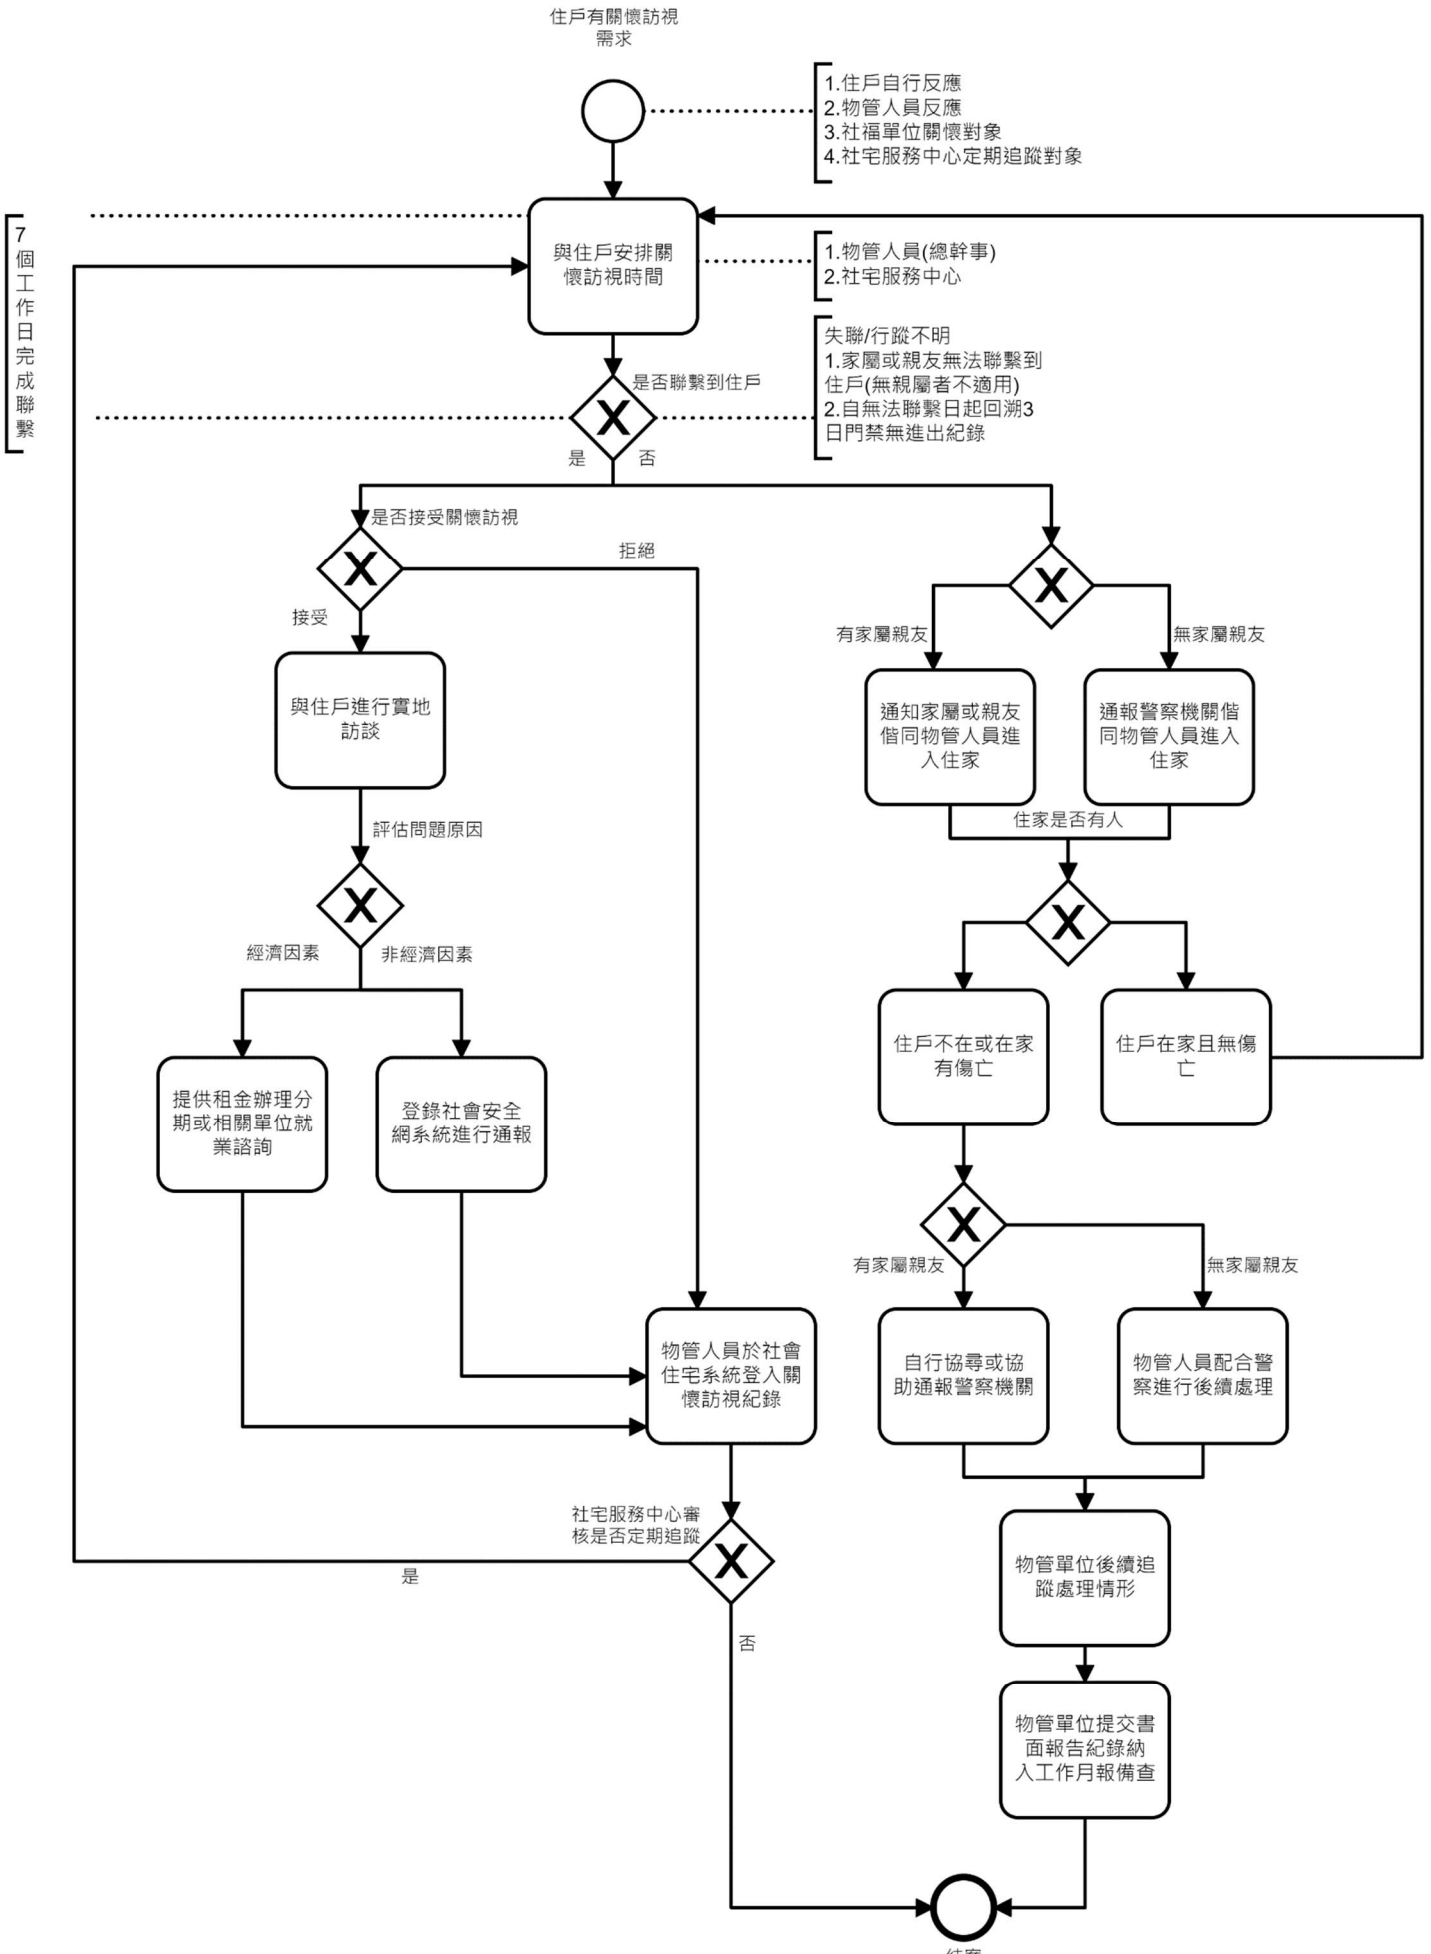 住戶有關懷訪視
需求
1.住戶自行反應
2.物管人員反應
3.社福單位關懷對象
4.社宅服務中心定期追蹤對象
7
個
工
作
日
完
成
聯
繫
與住戶安排關
懷訪視時間
1.物管人員(總幹事)
2.社宅服務中心
失聯/行蹤不明
1.家屬或親友無法聯繫到
住戶(無親屬者不適用)
2.自無法聯繫日起回溯3
日門禁無進出紀錄
是否聯繫到住戶
是
否
是否接受關懷訪視
拒絕
接受
有家屬親友
無家屬親友
與住戶進行實地
訪談
通知家屬或親友
偕同物管人員進
入住家
通報警察機關偕
同物管人員進入
住家
住家是否有人
評估問題原因
經濟因素
非經濟因素
住戶不在或在家
有傷亡
住戶在家且無傷
亡
提供租金辦理分
期或相關單位就
業諮詢
登錄社會安全
網系統進行通報
有家屬親友
無家屬親友
物管人員於社會
住宅系統登入關
懷訪視紀錄
自行協尋或協
助通報警察機關
物管人員配合警
察進行後續處理
社宅服務中心審
核是否定期追蹤
是
否
物管單位後續追
蹤處理情形
物管單位提交書
面報告紀錄納
入工作月報備查